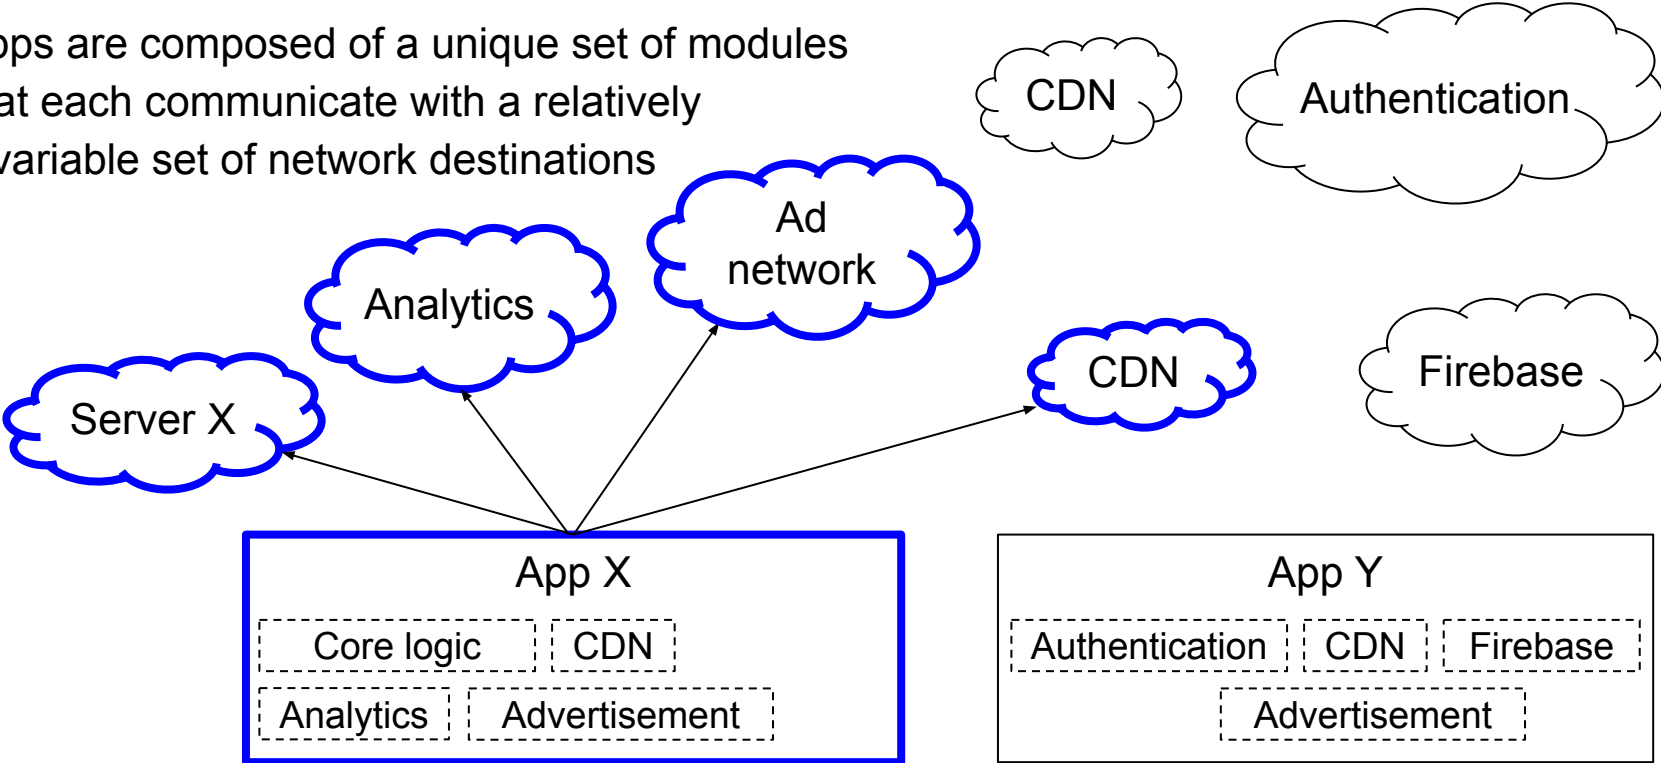 pps are composed of a unique set of modules
at each communicate with a relatively
variable set of network destinations
CDN
Authentication
Ad
network
Analytics
CDN
Firebase
Server X
App X
Core logic
CDN
Analytics
Advertisement
App Y
Authentication
CDN
Firebase
Advertisement